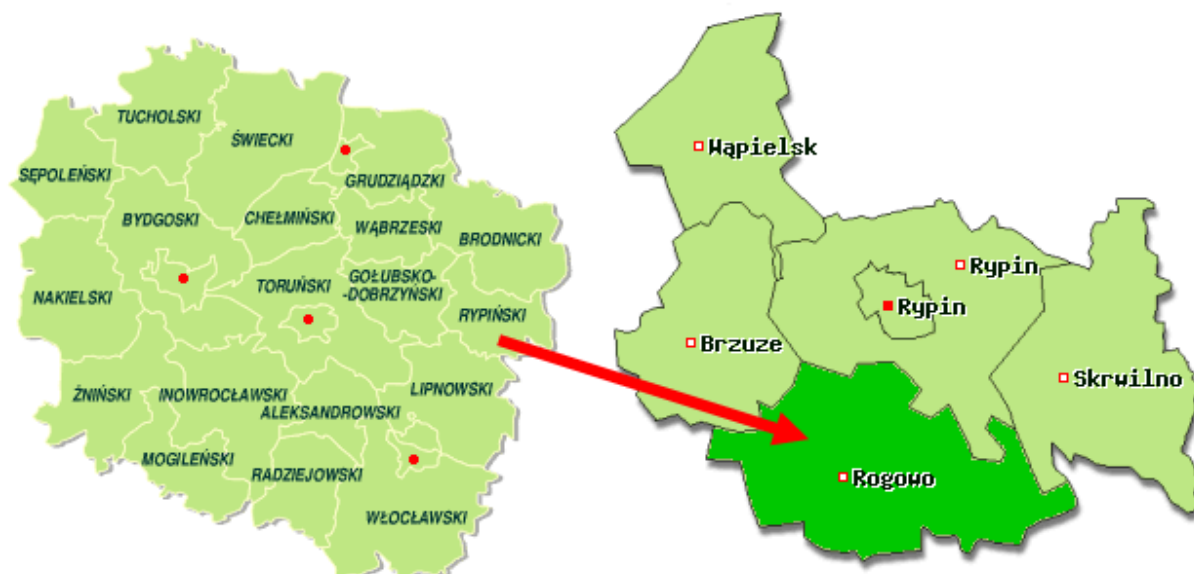 TUCHOLSKI
ŚWIECKI
SĘPOLEŃSKI
GRUDZIĄDZKI
BYDGOSKI
CHEŁMIŃSKI
WĄBRZESKI
BRODNICKI
NAKIELSKI
TORUŃSKI
GOŁUBSKO-
-DOBRZYŃSKI
RYPIŃSKI
ŻNIŃSKI
INOWROCŁAWSKI
LIPNOWSKI
ALEKSANDROWSKI
MOGILEŃSKI
RADZIEJOWSKI
WŁOCŁAWSKI
Wąpielsk
Rypin
Rypin
Brzuze
Skrwilno
Rogowo